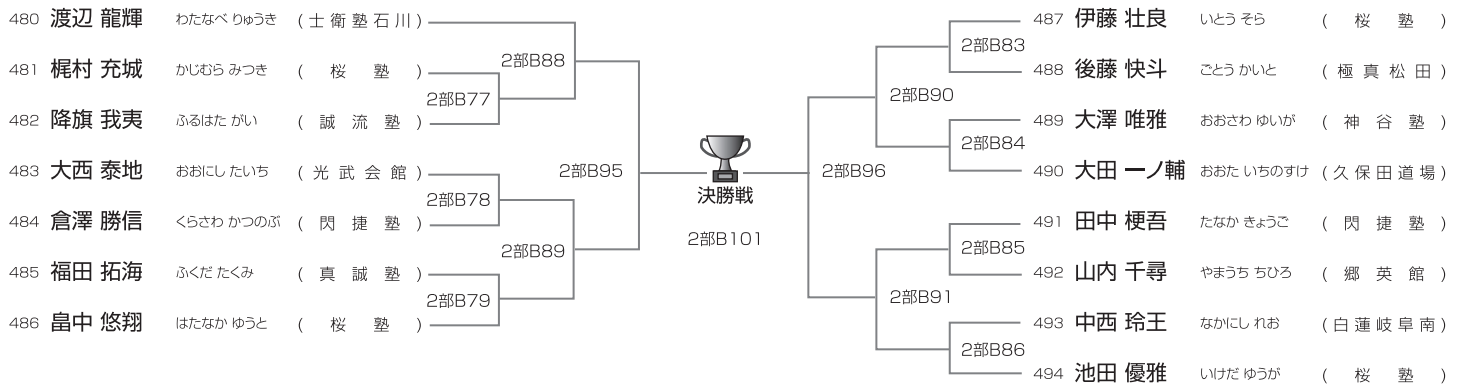 480 渡辺 龍輝 わたなべ りゅうき (士衛塾石川)
2部B88
481 梶村 充城 かじむら みつき (桜塾)
2部B77
482 降旗 我夷 ふるはた がい (誠流塾)
2部B95
483 大西 泰地 おおにし たいち (光武会館)
2部B78
484 倉澤 勝信 くらさわ かつのぶ (閃捷塾)
2部B89
485 福田 拓海 ふくだ たくみ (真誠塾)
2部B79
486 畠中 悠翔 はたなか ゆうと (桜塾)
決勝戦
2部B101
487 伊藤 壮良 いとう そら (桜塾)
2部B83
488 後藤 快斗 ごとう かいと (極真松田)
2部B90
489 大澤 唯雅 おおさわ ゆいが (神谷塾)
2部B84
490 大田 一ノ輔 おおた いちのすけ (久保田道場)
2部B96
491 田中 梗吾 たなか きょうご (閃捷塾)
2部B85
492 山内 千尋 やまうち ちひろ (郷英館)
2部B91
493 中西 玲王 なかにし れお (白蓮岐阜南)
2部B86
494 池田 優雅 いけだ ゆうが (桜塾)